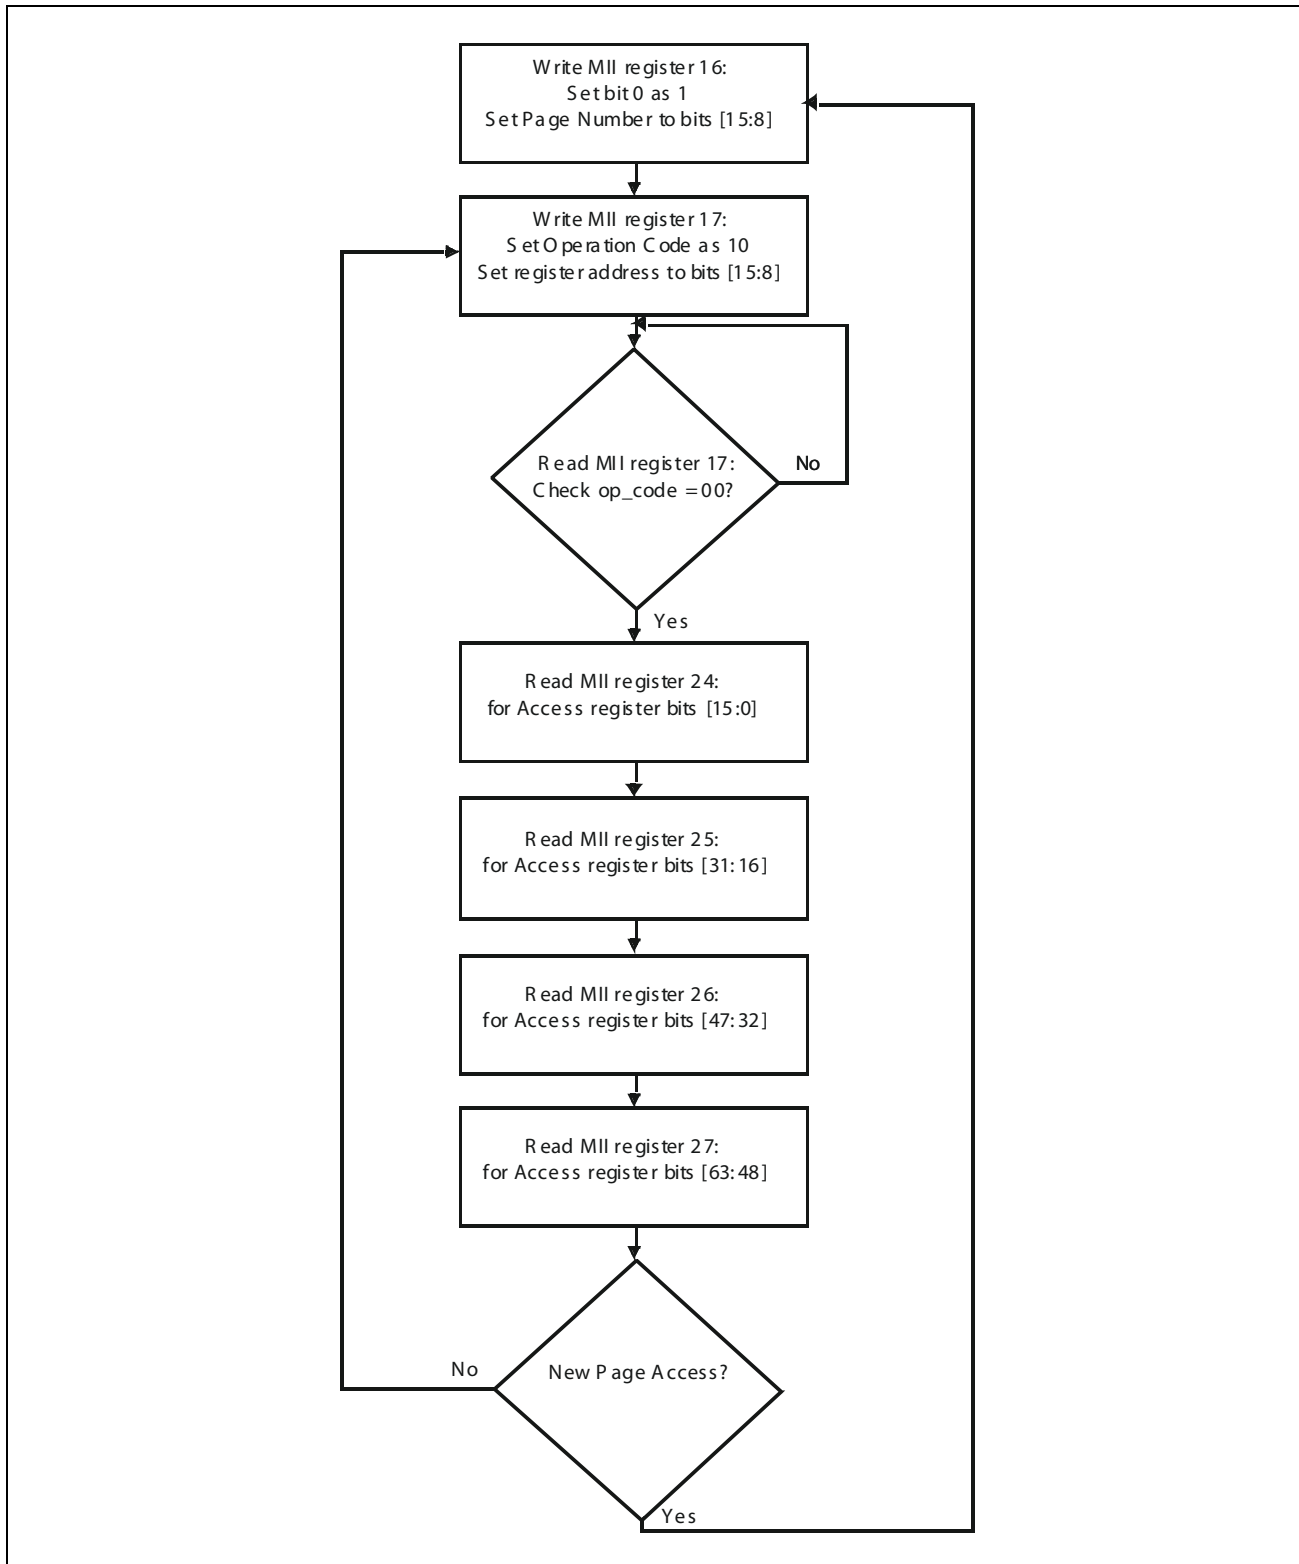 Write MII register 16:
Set bit 0 as 1
Set Page Number to bits [15:8]
Write MII register 17:
Set Operation Code as 10
Set register address to bits [15:8]
Read MII register 17:
Check op_code =00?
No
Yes
Read MII register 24:
for Access register bits [15:0]
Read MII register 25:
for Access register bits [31:16]
Read MII register 26:
for Access register bits [47:32]
Read MII register 27:
for Access register bits [63:48]
New Page Access?
No
Yes